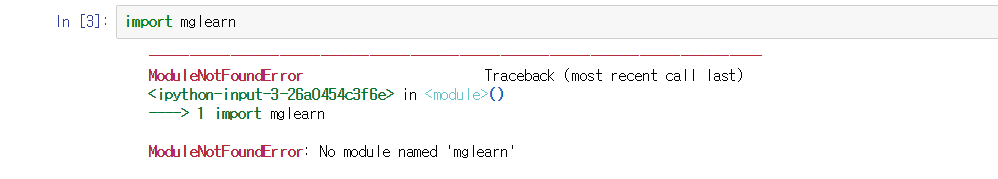 In [3]: import mglearn
ModuleNotFoundError Traceback (most recent call last)
<ipython-input-3-26a0454c3f6e> in <module>()
----> 1 import mglearn
ModuleNotFoundError: No module named 'mglearn'